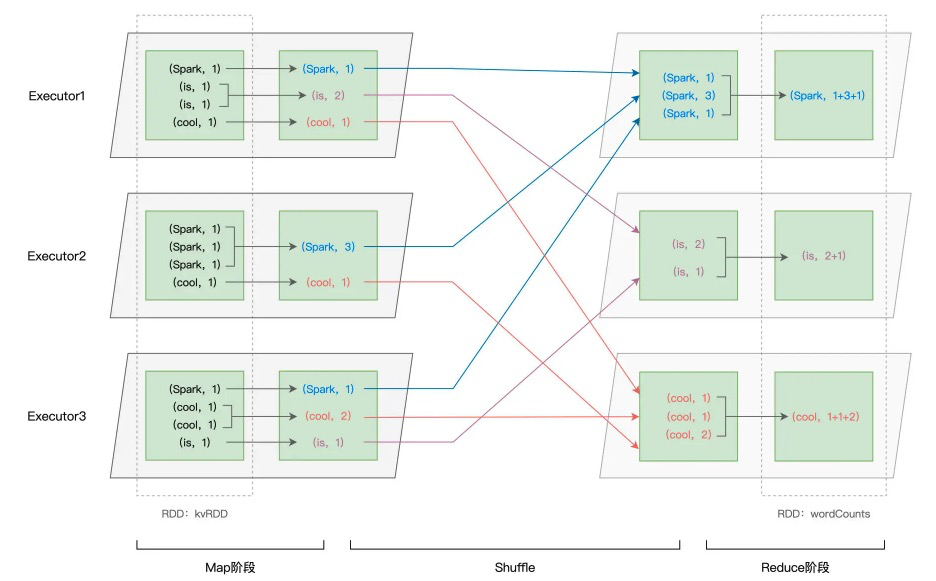 Executor1
(Spark, 1)
(is, 1)
(is, 1)
(cool, 1)
(Spark, 1)
(is, 2)
(cool, 1)
(Spark, 1)
(Spark, 3)
(Spark, 1)
(Spark, 1+3+1)
Executor2
(Spark, 1)
(Spark, 1)
(Spark, 1)
(cool, 1)
(Spark, 3)
(cool, 1)
(is, 2)
(is, 1)
(is, 2+1)
Executor3
(Spark, 1)
(cool, 1)
(cool, 1)
(is, 1)
(Spark, 1)
(cool, 2)
(is, 1)
(cool, 1)
(cool, 1)
(cool, 2)
(cool, 1+1+2)
RDD：kvRDD
RDD：wordCounts
Map阶段
Shuffle
Reduce阶段